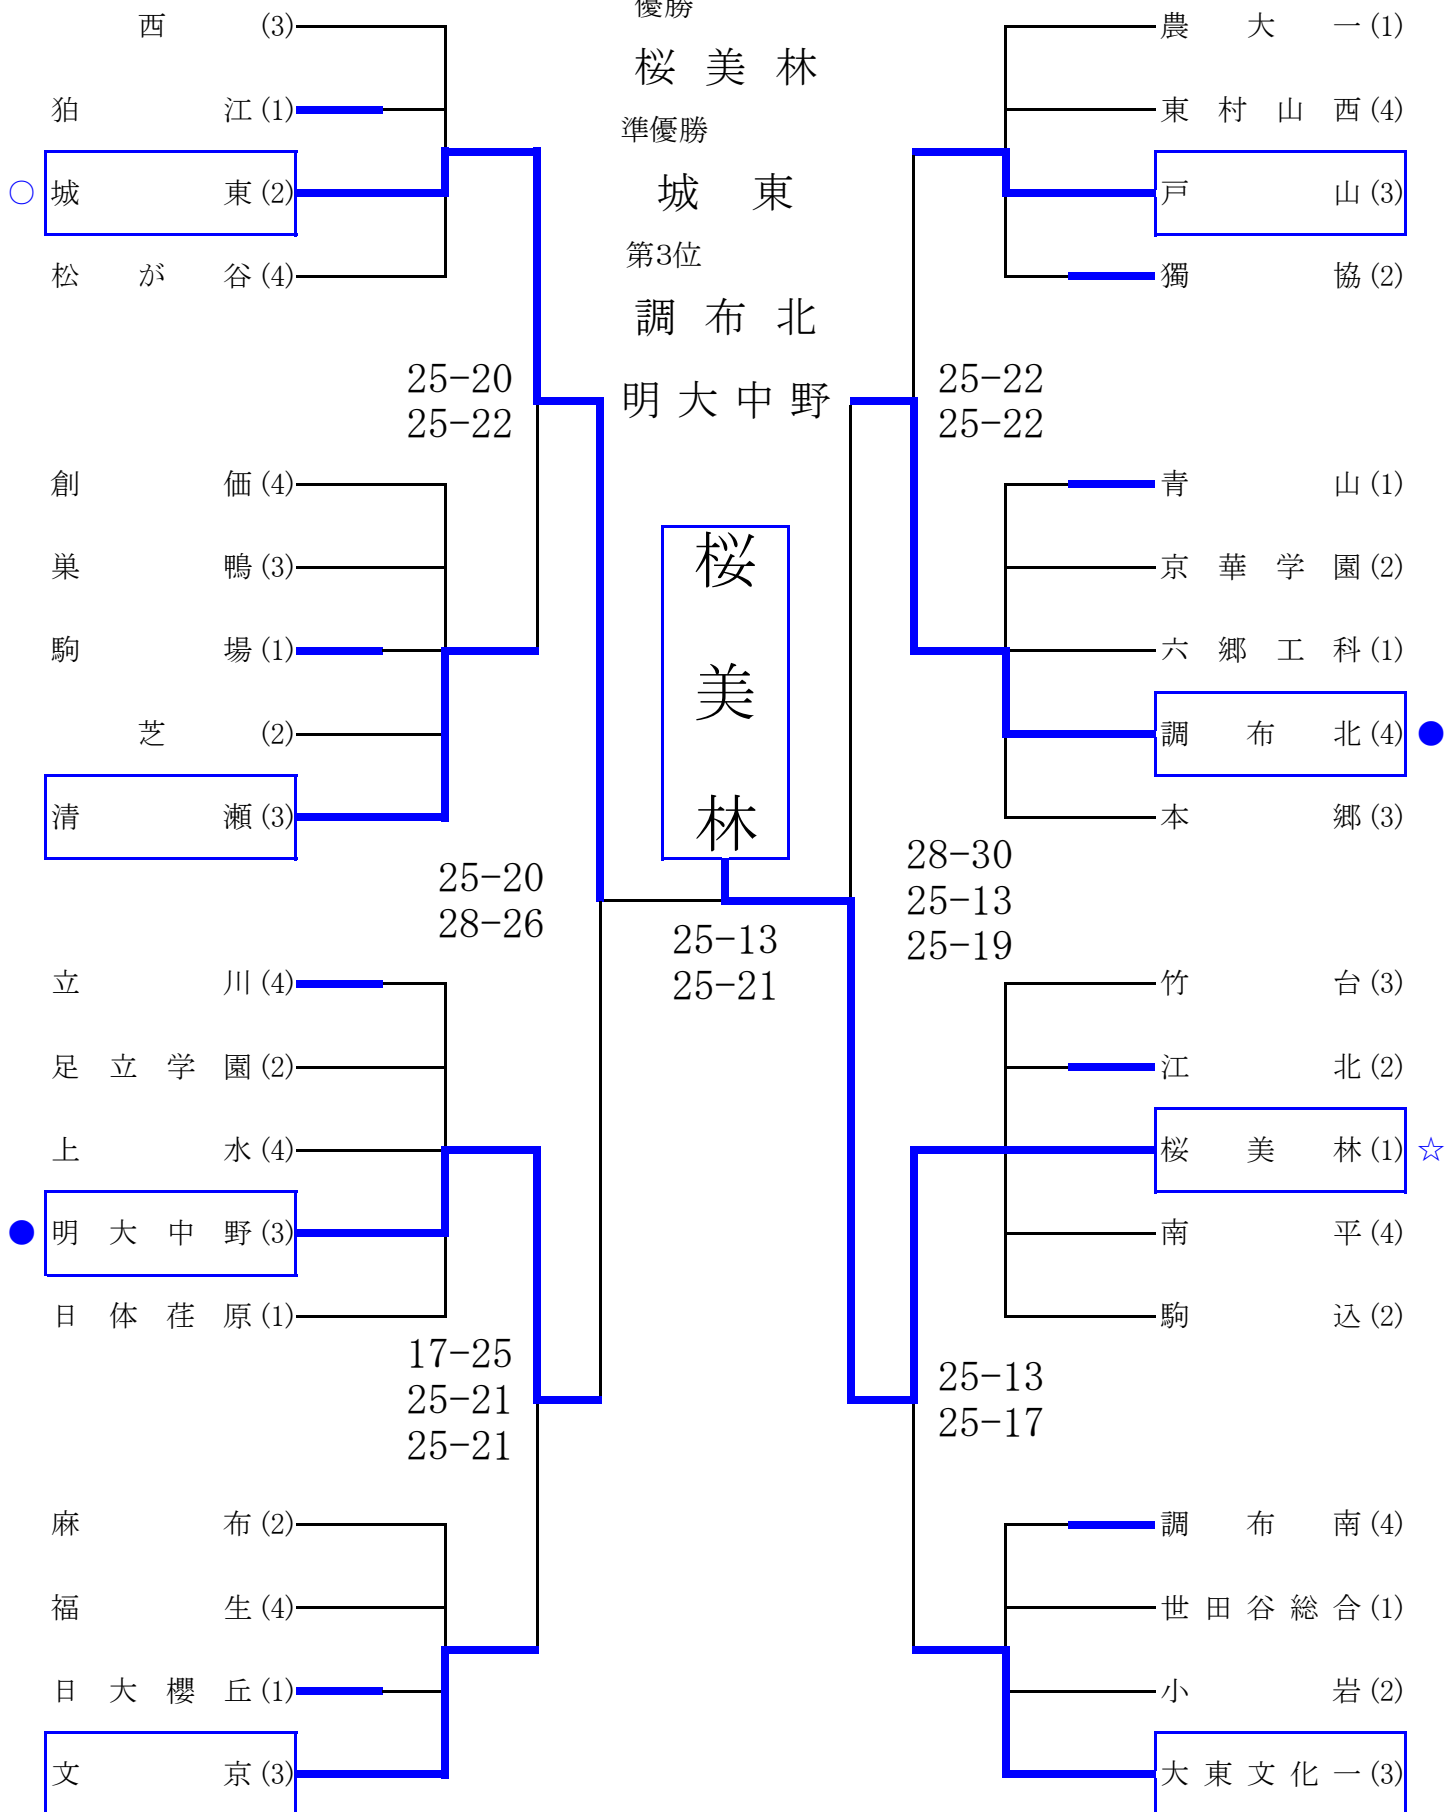 優勝
桜美林
準優勝
城東
第3位
調布北
明大中野
西(3)
狛江(1)
○ 城東(2)
松が谷(4)
25-20
25-22
創価(4)
巣鴨(3)
駒場(1)
芝(2)
清瀬(3)
25-20
28-26
立川(4)
足立学園(2)
上水(4)
● 明大中野(3)
日体荏原(1)
17-25
25-21
25-21
麻布(2)
福生(4)
日大櫻丘(1)
文京(3)
桜美林
25-13
25-21
農大一(1)
東村山西(4)
戸山(3)
獨協(2)
25-22
25-22
青山(1)
京華学園(2)
六郷工科(1)
調布北(4) ●
本郷(3)
28-30
25-13
25-19
竹台(3)
江北(2)
桜美林(1) ☆
南平(4)
駒込(2)
25-13
25-17
調布南(4)
世田谷総合(1)
小岩(2)
大東文化一(3)